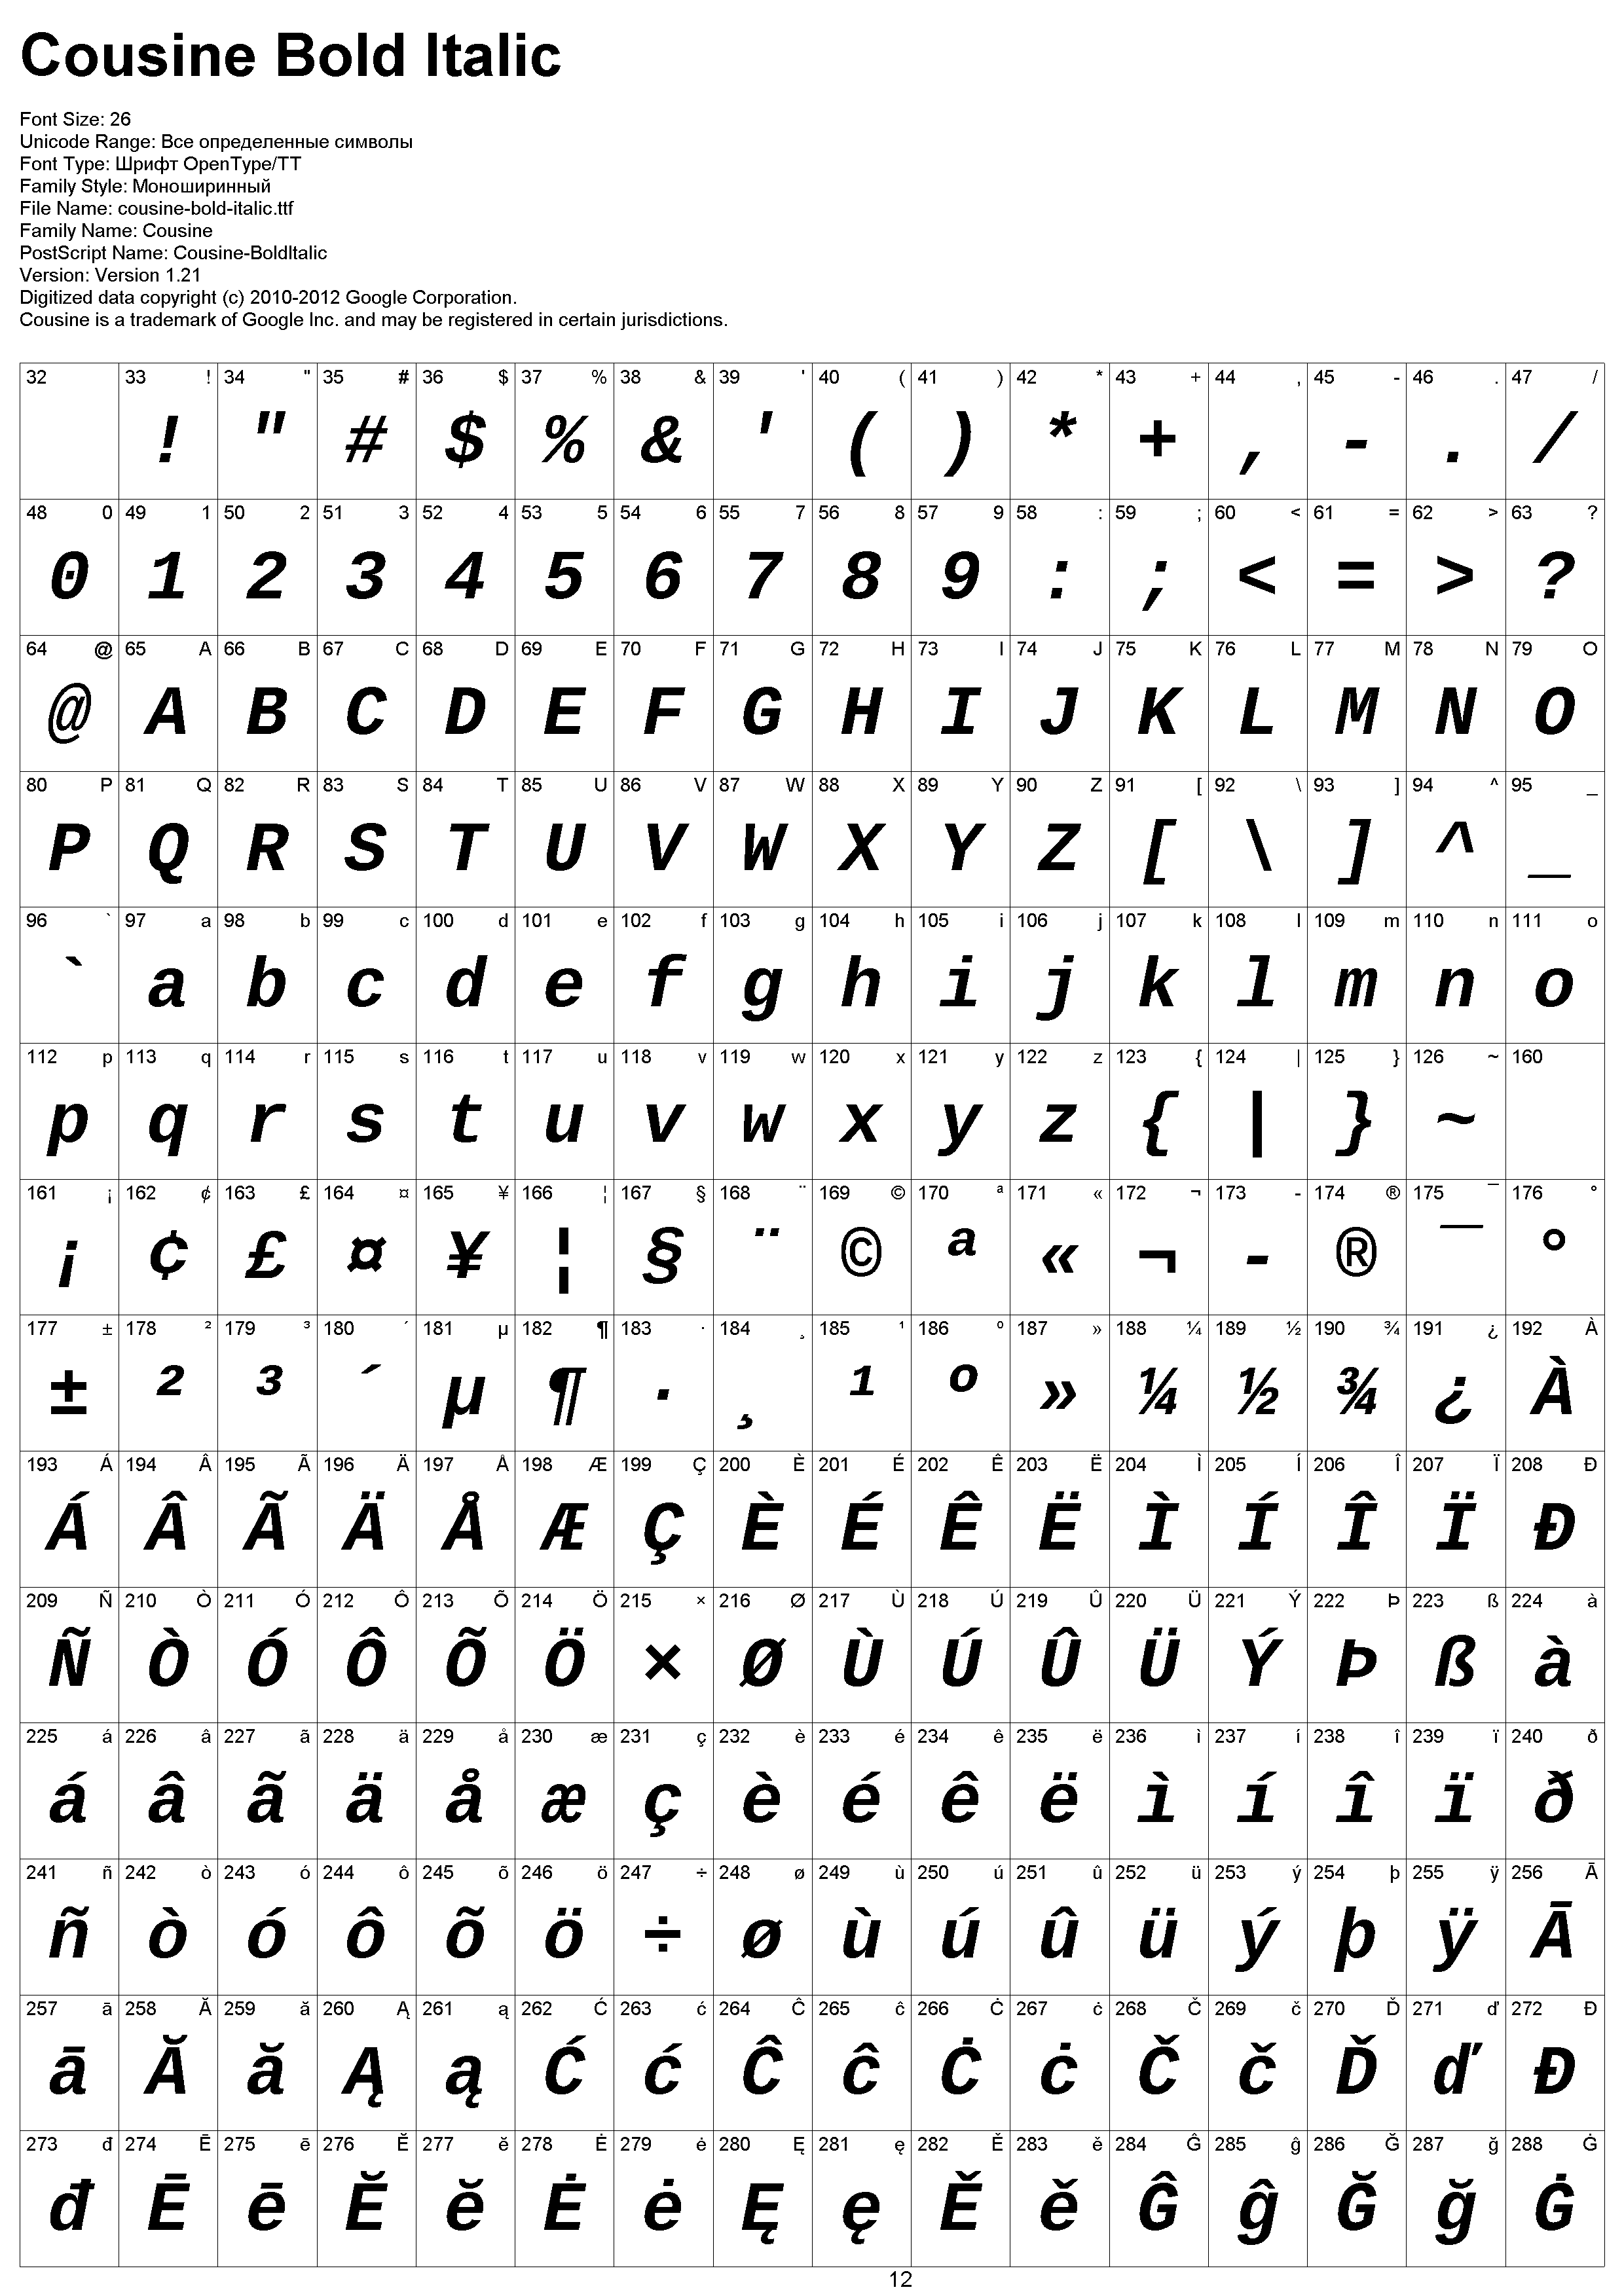 Cousine Bold Italic
Font Size: 26
Unicode Range: Все определенные символы
Font Type: Шрифт OpenType/TT
Family Style: Моноширинный
File Name: cousine-bold-italic.ttf
Family Name: Cousine
PostScript Name: Cousine-BoldItalic
Version: Version 1.21
Digitized data copyright (c) 2010-2012 Google Corporation.
Cousine is a trademark of Google Inc. and may be registered in certain jurisdictions.
32 33 ! 34 " 35 # 36 $ 37 % 38 & 39 ' 40 ( 41 ) 42 * 43 + 44 , 45 - 46 . 47 /
! " # $ % & ' ( ) * + , - . /
48 0 49 1 50 2 51 3 52 4 53 5 54 6 55 7 56 8 57 9 58 : 59 ; 60 < 61 = 62 > 63 ?
0 1 2 3 4 5 6 7 8 9 : ; < = > ?
64 @ 65 A 66 B 67 C 68 D 69 E 70 F 71 G 72 H 73 I 74 J 75 K 76 L 77 M 78 N 79 O
@ A B C D E F G H I J K L M N O
80 P 81 Q 82 R 83 S 84 T 85 U 86 V 87 W 88 X 89 Y 90 Z 91 [ 92 \ 93 ] 94 ^ 95 _
P Q R S T U V W X Y Z [ \ ] ^ _
96 ` 97 a 98 b 99 c 100 d 101 e 102 f 103 g 104 h 105 i 106 j 107 k 108 l 109 m 110 n 111 o
` a b c d e f g h i j k l m n o
112 p 113 q 114 r 115 s 116 t 117 u 118 v 119 w 120 x 121 y 122 z 123 { 124 | 125 } 126 ~ 160
p q r s t u v w x y z { | } ~
161 ¡ 162 ¢ 163 £ 164 ¤ 165 ¥ 166 ¦ 167 § 168 ¨ 169 © 170 ª 171 « 172 ¬ 173 - 174 ® 175 ¯ 176 °
¡ ¢ £ ¤ ¥ ¦ § ¨ © ª « ¬ - ® ¯ °
177 ± 178 ² 179 ³ 180 ´ 181 µ 182 ¶ 183 · 184 ¸ 185 ¹ 186 º 187 » 188 ¼ 189 ½ 190 ¾ 191 ¿ 192 À
± ² ³ ´ µ ¶ · ¸ ¹ º » ¼ ½ ¾ ¿ À
193 Á 194 Â 195 Ã 196 Ä 197 Å 198 Æ 199 Ç 200 È 201 É 202 Ê 203 Ë 204 Ì 205 Í 206 Î 207 Ï 208 Ð
Á Â Ã Ä Å Æ Ç È É Ê Ë Ì Í Î Ï Ð
209 Ñ 210 Ò 211 Ó 212 Ô 213 Õ 214 Ö 215 × 216 Ø 217 Ù 218 Ú 219 Û 220 Ü 221 Ý 222 Þ 223 ß 224 à
Ñ Ò Ó Ô Õ Ö × Ø Ù Ú Û Ü Ý Þ ß à
225 á 226 â 227 ã 228 ä 229 å 230 æ 231 ç 232 è 233 é 234 ê 235 ë 236 ì 237 í 238 î 239 ï 240 ð
á â ã ä å æ ç è é ê ë ì í î ï ð
241 ñ 242 ò 243 ó 244 ô 245 õ 246 ö 247 ÷ 248 ø 249 ù 250 ú 251 û 252 ü 253 ý 254 þ 255 ÿ 256 Ā
ñ ò ó ô õ ö ÷ ø ù ú û ü ý þ ÿ Ā
257 ā 258 Ă 259 ă 260 Ą 261 ą 262 Ć 263 ć 264 Ĉ 265 ĉ 266 Ċ 267 ċ 268 Č 269 č 270 Ď 271 ď 272 Đ
ā Ă ă Ą ą Ć ć Ĉ ĉ Ċ ċ Č č Ď ď Đ
273 đ 274 Ē 275 ē 276 Ĕ 277 ĕ 278 Ė 279 ė 280 Ę 281 ę 282 Ě 283 ě 284 Ĝ 285 ĝ 286 Ğ 287 ğ 288 Ġ
đ Ē ē Ĕ ĕ Ė ė Ę ę Ě ě Ĝ ĝ Ğ ğ Ġ
12